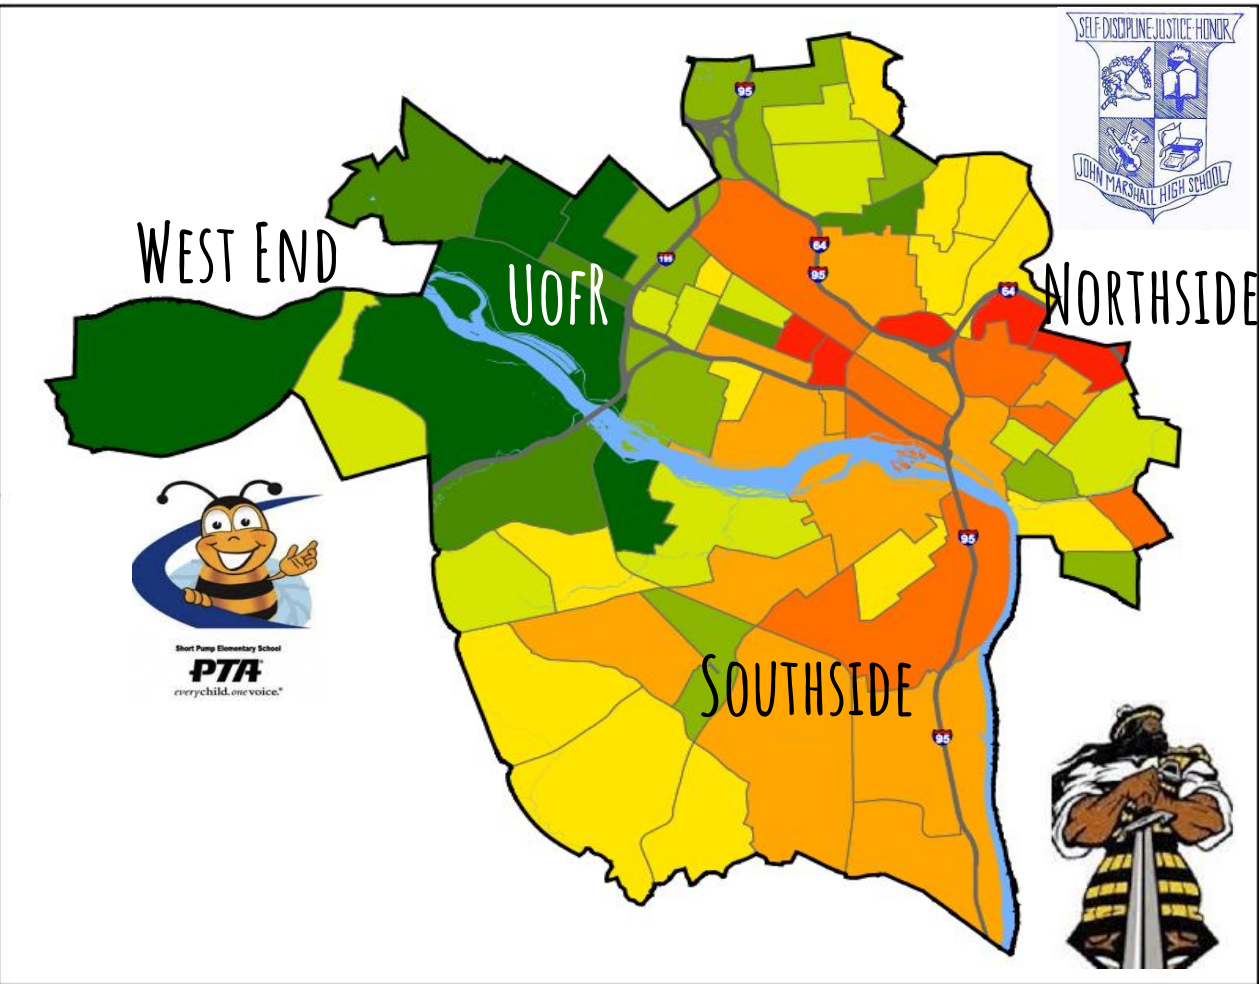 SELF-DISCIPLINE-JUSTICE-HONOR
JOHN MARSHALL HIGH SCHOOL
95
West End
64
195
95
UofR
64
Northside
95
Short Pump Elementary School
PTA
everychild.onevoice.®
Southside
95